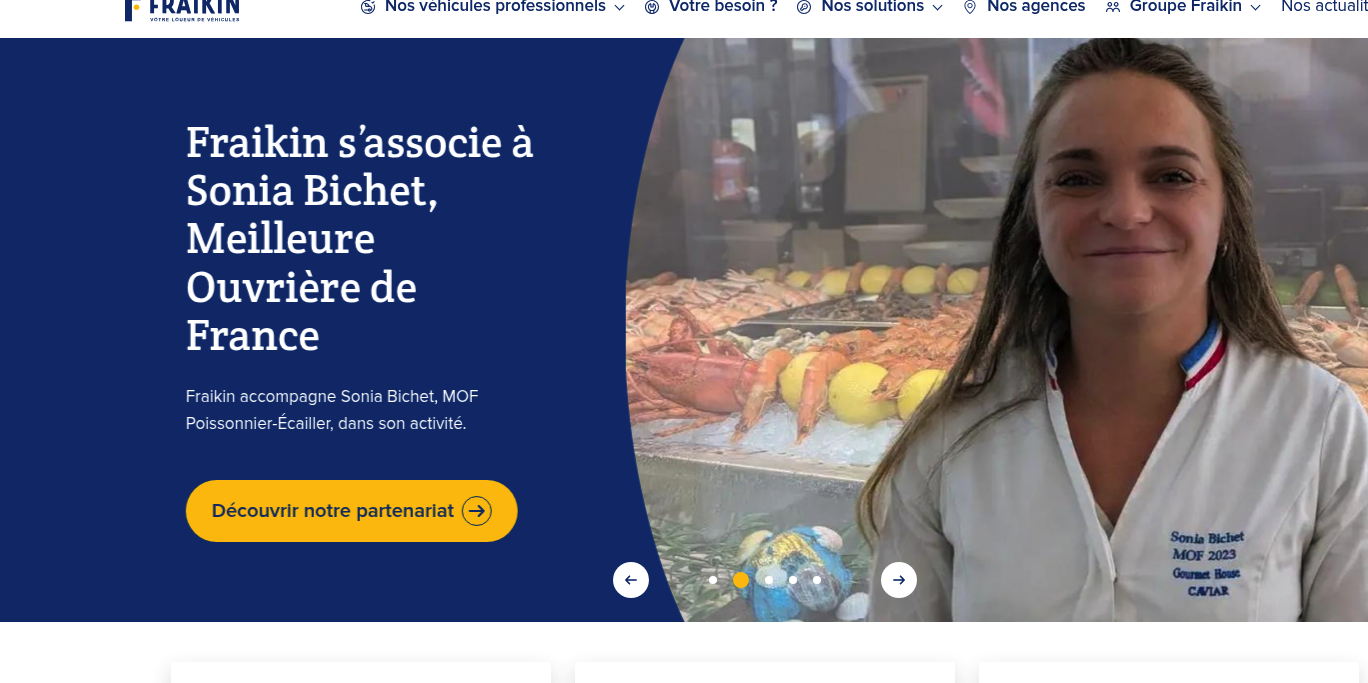 FRAIKIN
VOTRE LOUEUR DE VÉHICULES
Nos véhicules professionnels
Votre besoin ?
Nos solutions
Nos agences
Groupe Fraikin
Nos actualit
Fraikin s’associe à
Sonia Bichet,
Meilleure
Ouvrière de
France
Fraikin accompagne Sonia Bichet, MOF
Poissonnier-Écailler, dans son activité.
Découvrir notre partenariat
Sonia Bichet
MOF 2023
Gourmet House
CAVIAR